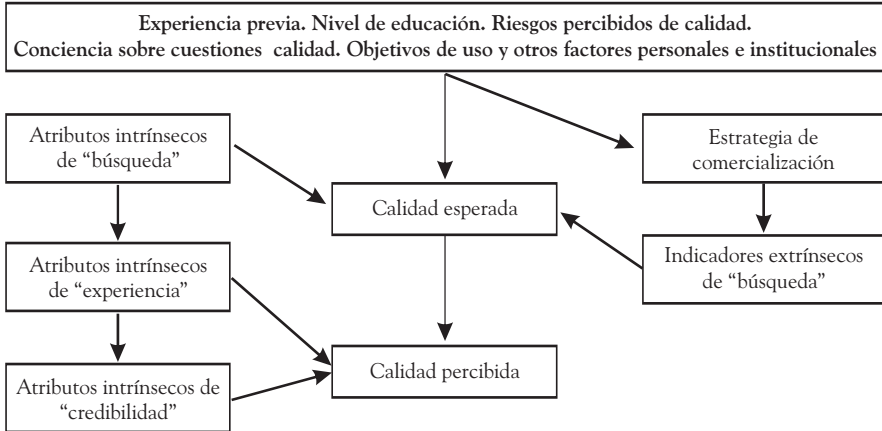 Experiencia previa. Nivel de educación. Riesgos percibidos de calidad.
Conciencia sobre cuestiones calidad. Objetivos de uso y otros factores personales e institucionales
Atributos intrínsecos
de “búsqueda”
Estrategia de
comercialización
Calidad esperada
Atributos intrínsecos
de “experiencia”
Indicadores extrínsecos
de “búsqueda”
Calidad percibida
Atributos intrínsecos de
“credibilidad”